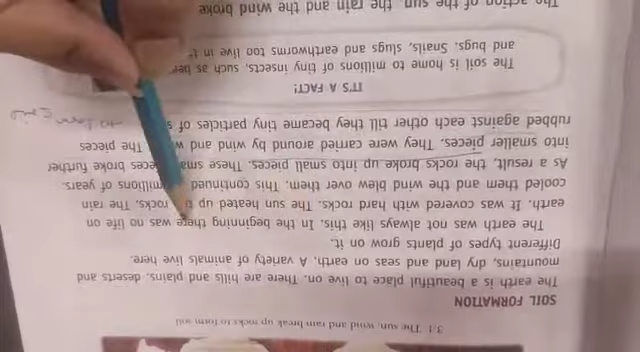 3.1 The sun, wind and rain break up rocks to form soil
SOIL FORMATION
The earth is a beautiful place to live on. There are hills and plains, deserts and
mountains, dry land and seas on earth. A variety of animals live here.
Different types of plants grow on it.
The earth was not always like this. In the beginning there was no life on
earth. It was covered with hard rocks. The sun heated up rocks. The rain
cooled them and the wind blew over them. This continued millions of years.
As a result, the rocks broke up into small pieces. These broke further
into smaller pieces. They were carried around by wind and The pieces
rubbed against each other till they became tiny particles of
IT'S A FACT!
The soil is home to millions of tiny insects, such as
and bugs. Snails, slugs and earthworms too live in
The action of the sun, the rain and the wind broke